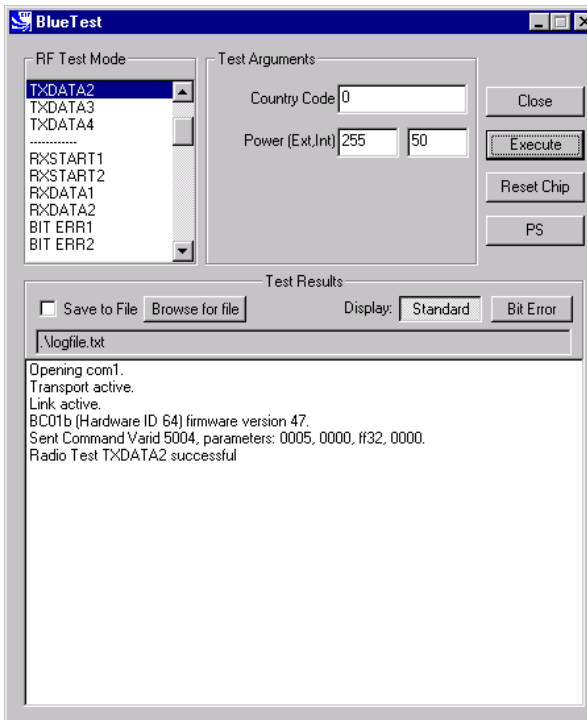 BlueTest
RF Test Mode
TXDATA2
TXDATA3
TXDATA4
------------
RXSTART1
RXSTART2
RXDATA1
RXDATA2
BIT ERR1
BIT ERR2
Test Arguments
Country Code 0
Power (Ext,Int) 255 50
Close
Execute
Reset Chip
PS
Test Results
Save to File Browse for file Display: Standard Bit Error
.\logfile.txt
Opening com1.
Transport active.
Link active.
BC01b (Hardware ID 64) firmware version 47.
Sent Command Varid 5004, parameters: 0005, 0000, ff32, 0000.
Radio Test TXDATA2 successful